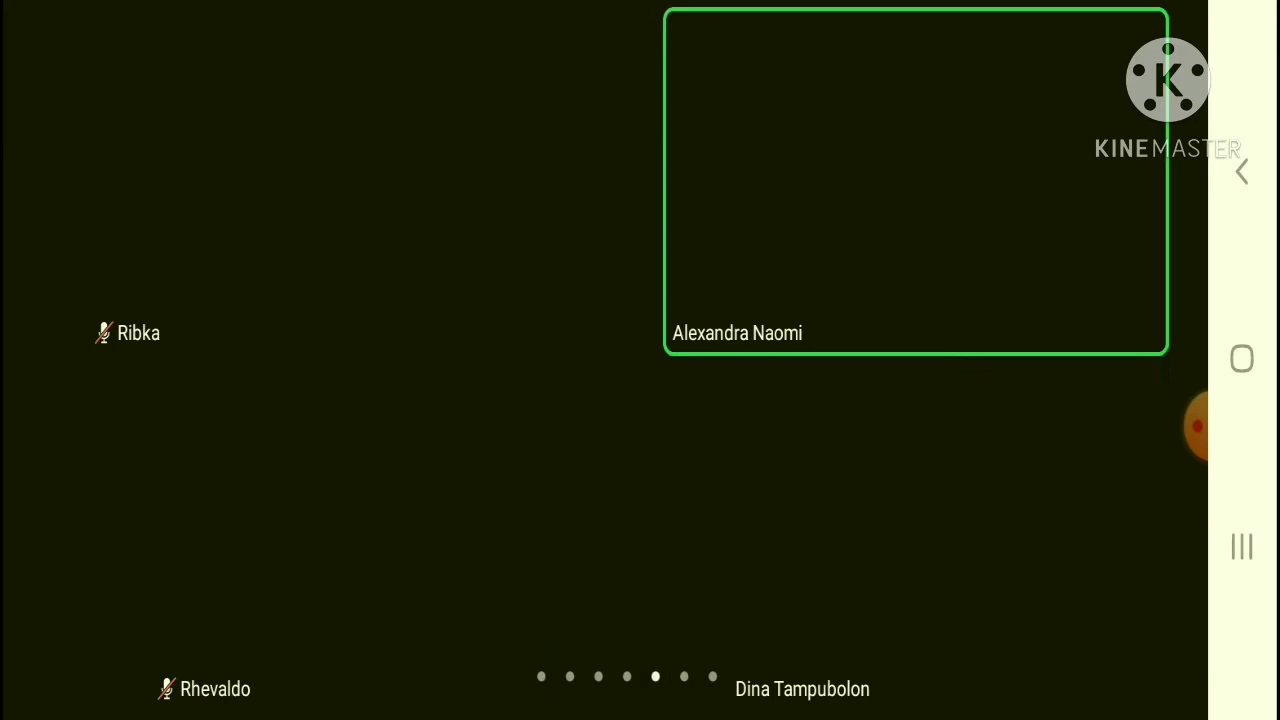 K
KINEMASTER
Ribka
Alexandra Naomi
Rhevaldo
Dina Tampubolon